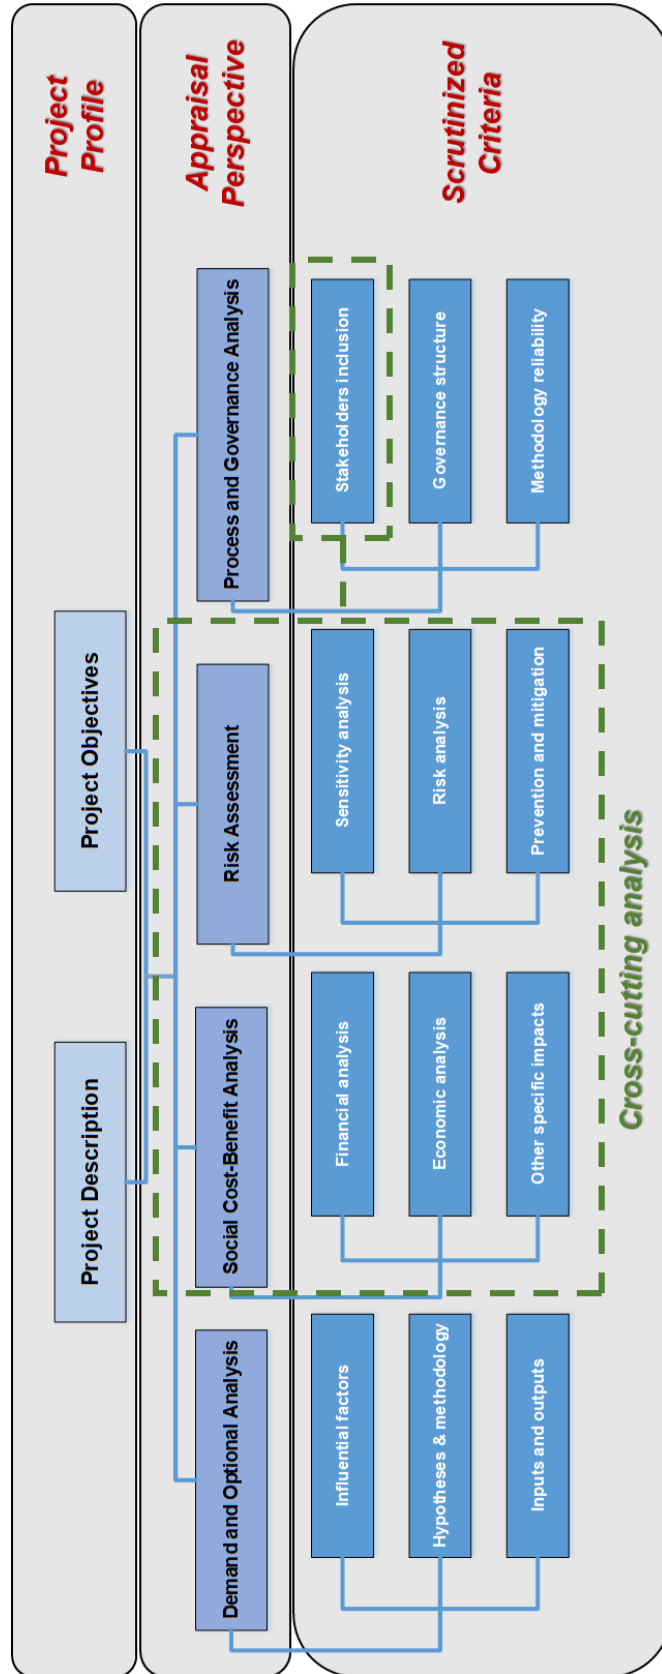 Project
Profile
Project Description
Project Objectives
Appraisal
Perspective
Demand and Optional Analysis
Social Cost-Benefit Analysis
Risk Assessment
Process and Governance Analysis
Scrutinized
Criteria
Influential factors
Financial analysis
Sensitivity analysis
Stakeholders inclusion
Hypotheses & methodology
Economic analysis
Risk analysis
Governance structure
Inputs and outputs
Other specific impacts
Prevention and mitigation
Methodology reliability
Cross-cutting analysis